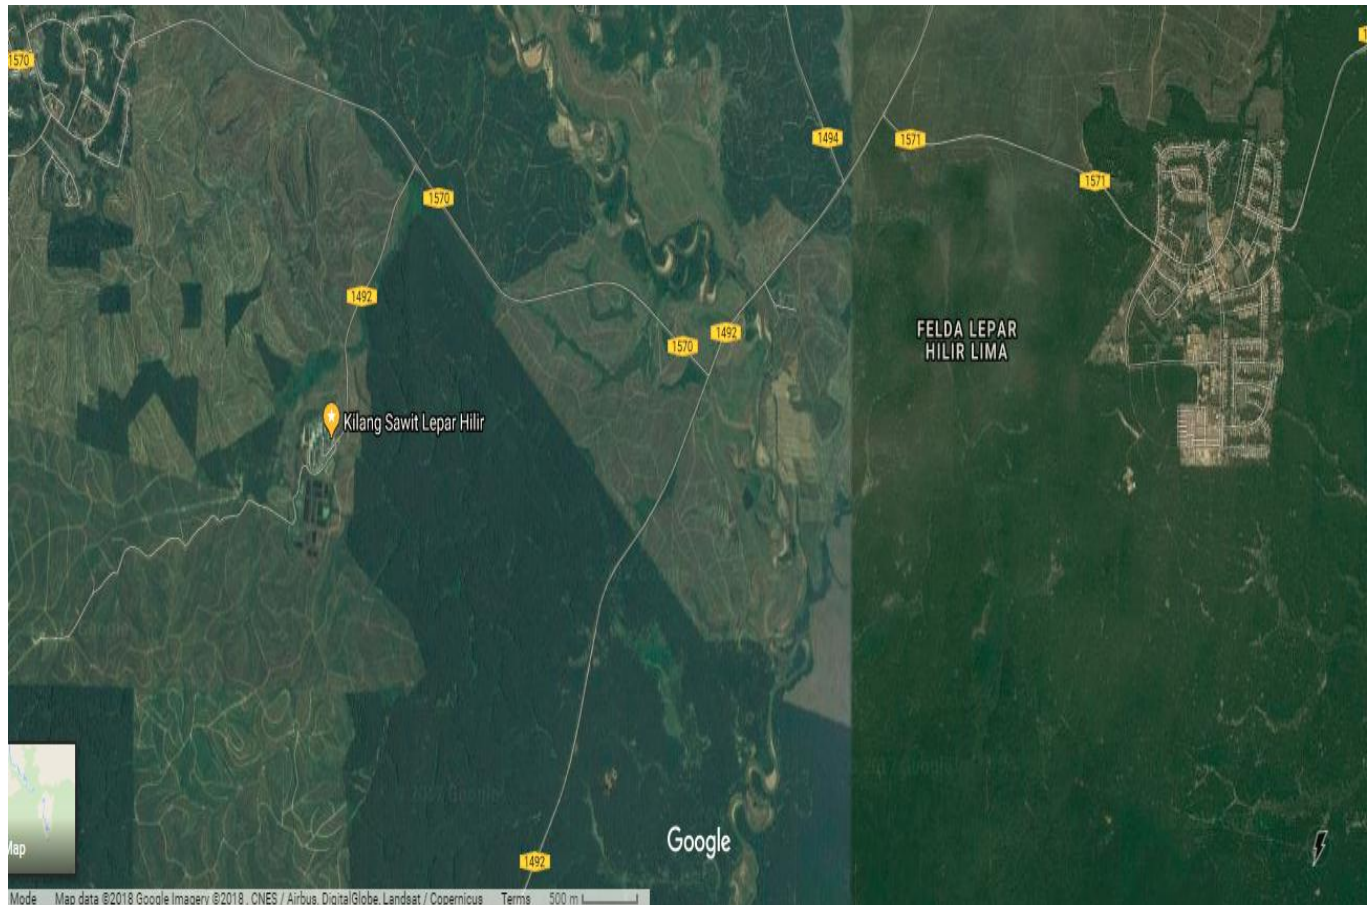 1570
1494
1571
1571
1570
1492
FELDA LEPAR
HILIR LIMA
1570
1492
Kilang Sawit Lepar Hilir
Map
Google
1492
Mode Map data ©2018 Google Imagery ©2018 , CNES / Airbus, DigitalGlobe, Landsat / Copernicus Terms 500 m